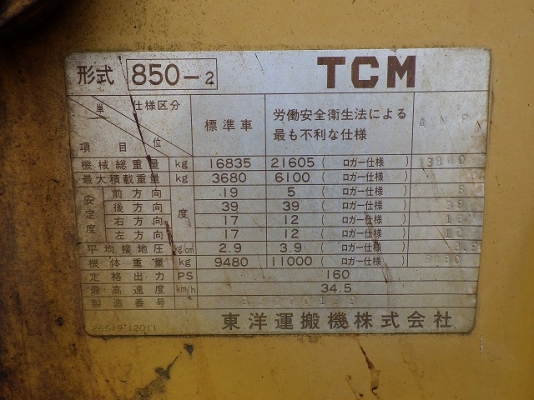 形式 850-2 TCM
単位 仕様区分 項目 標準車 労働安全衛生法による最も不利な仕様
機械総重量 kg 16835 21605 (ロガー仕様)
最大積載重量 kg 3680 6100 (ロガー仕様)
安定度 前方向 度 19 5 (ロガー仕様)
後方向 39 39 (ロガー仕様)
右方向 17 12 (ロガー仕様)
左方向 17 12 (ロガー仕様)
平均接地圧 kg/cm² 2.9 3.9 (ロガー仕様)
機体重量 kg 9480 11000 (ロガー仕様)
定格出力 PS 160
最高速度 km/h 34.5
製造番号
東洋運搬機株式会社